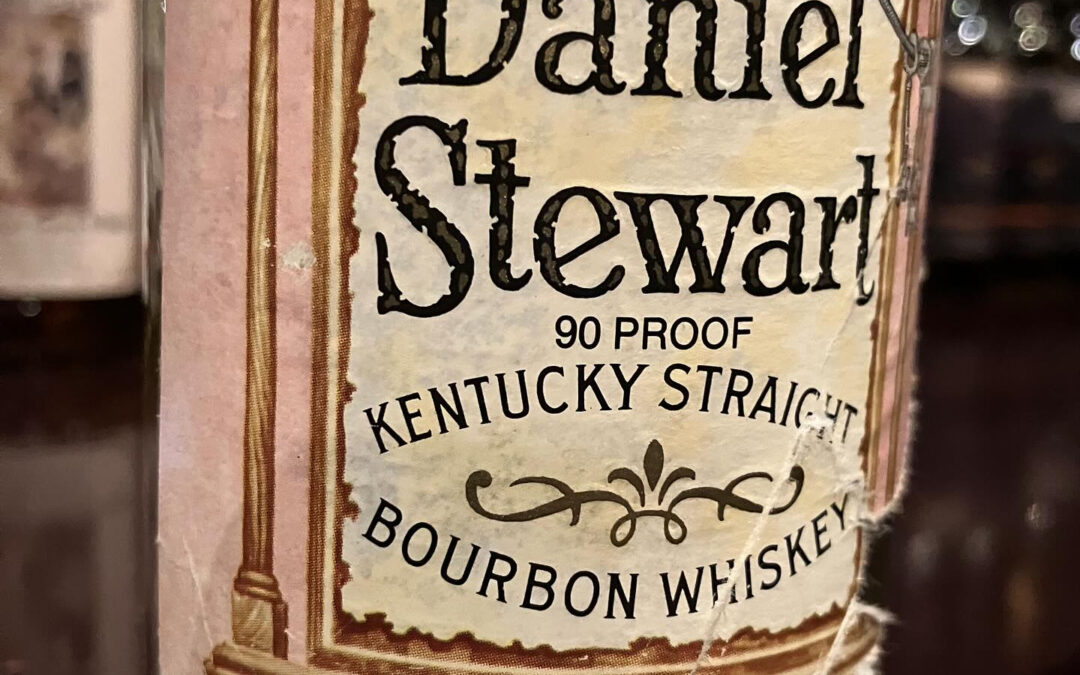 Daniel
Stewart
90 PROOF
KENTUCKY STRAIGHT
BOURBON WHISKEY